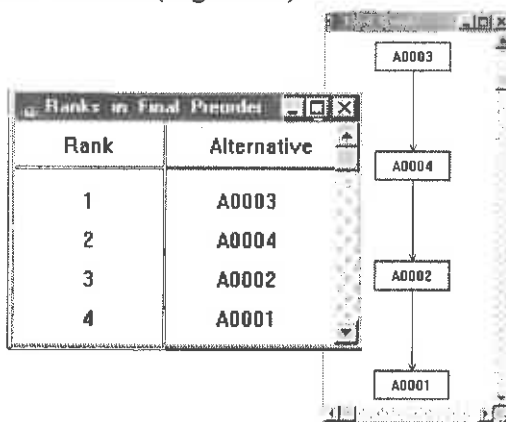 Ranks in Final Preorder
Rank Alternative
1 A0003
2 A0004
3 A0002
4 A0001
A0003
A0004
A0002
A0001